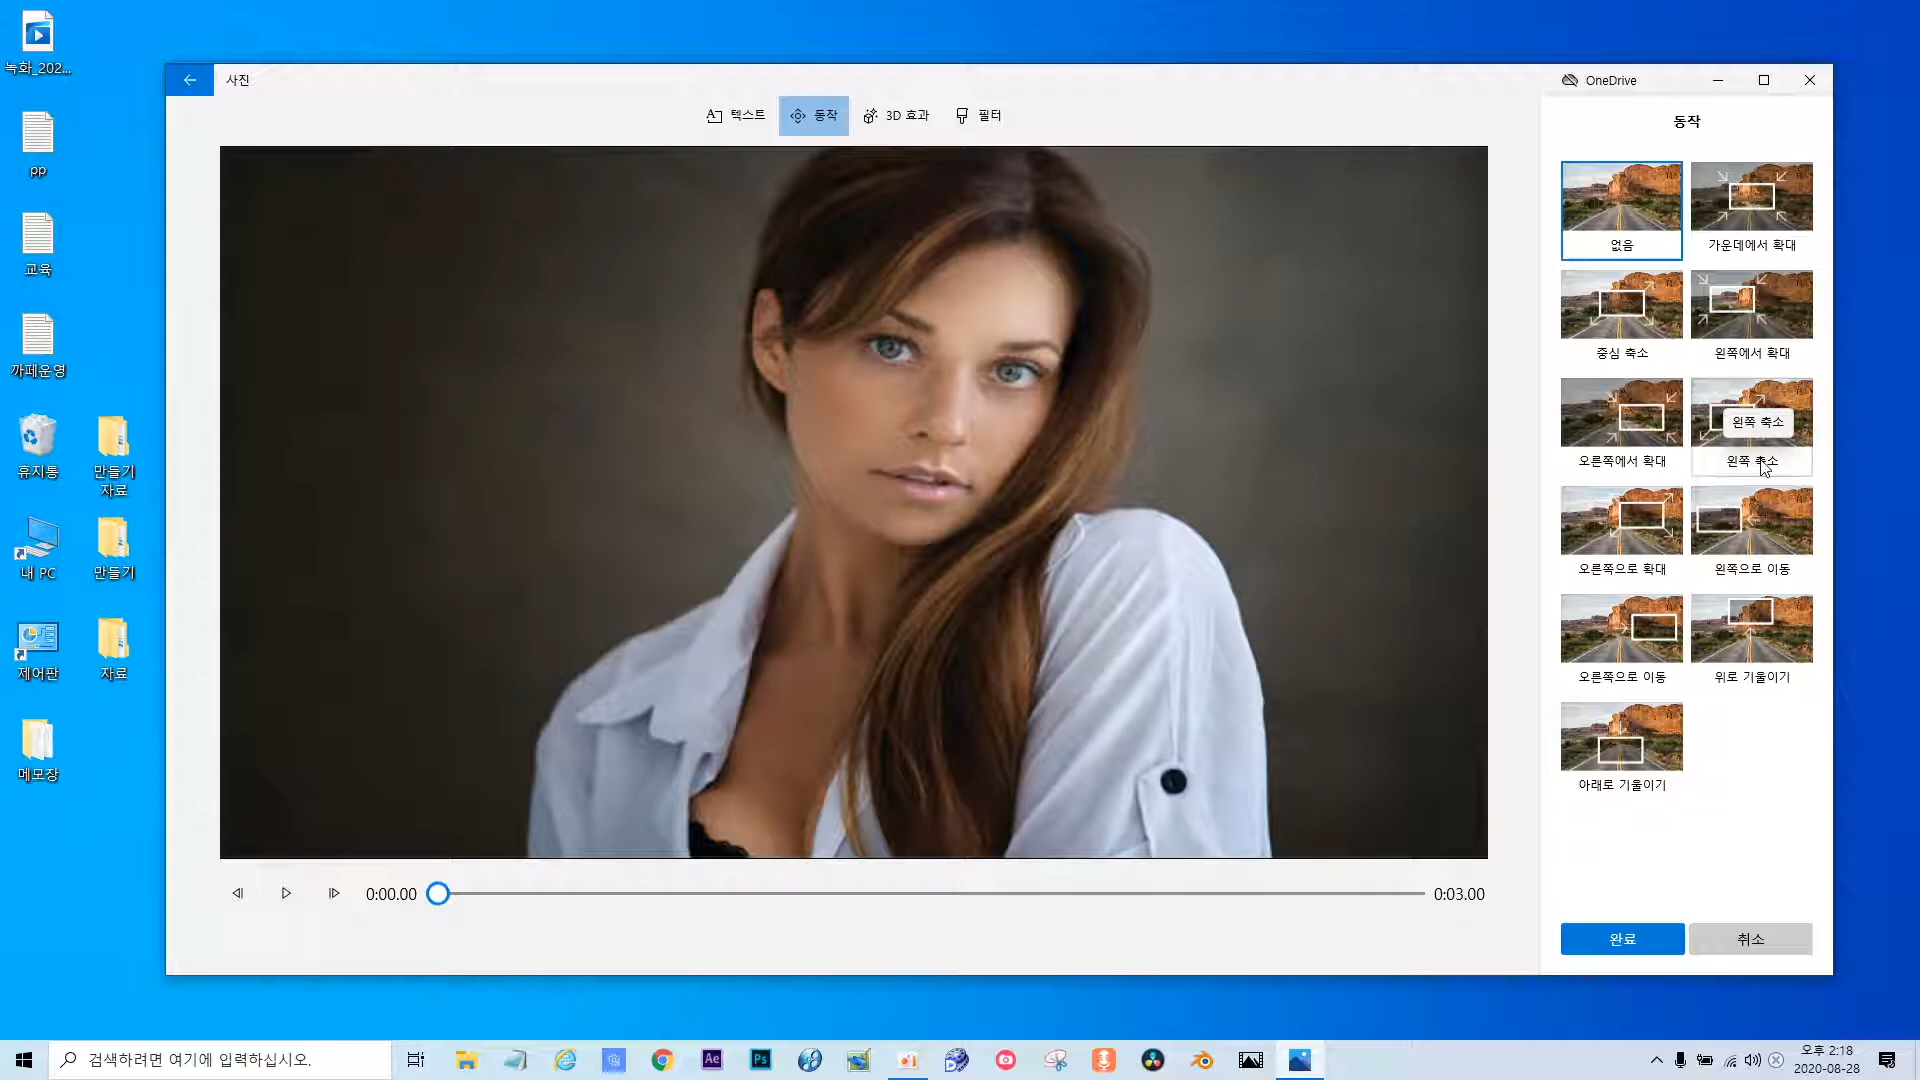 녹화_202...
pp
교육
까페운영
휴지통
만들기
자료
내 PC
만들기
제어판
자료
메모장
사진
OneDrive
텍스트
동작
3D 효과
필터
동작
없음
가운데에서 확대
중심 축소
왼쪽에서 확대
오른쪽에서 확대
왼쪽 축소
왼쪽 축소
오른쪽으로 확대
왼쪽으로 이동
오른쪽으로 이동
위로 기울이기
아래로 기울이기
0:00.00
0:03.00
완료
취소
검색하려면 여기에 입력하십시오.
Ae
Ps
오후 2:18
2020-08-28